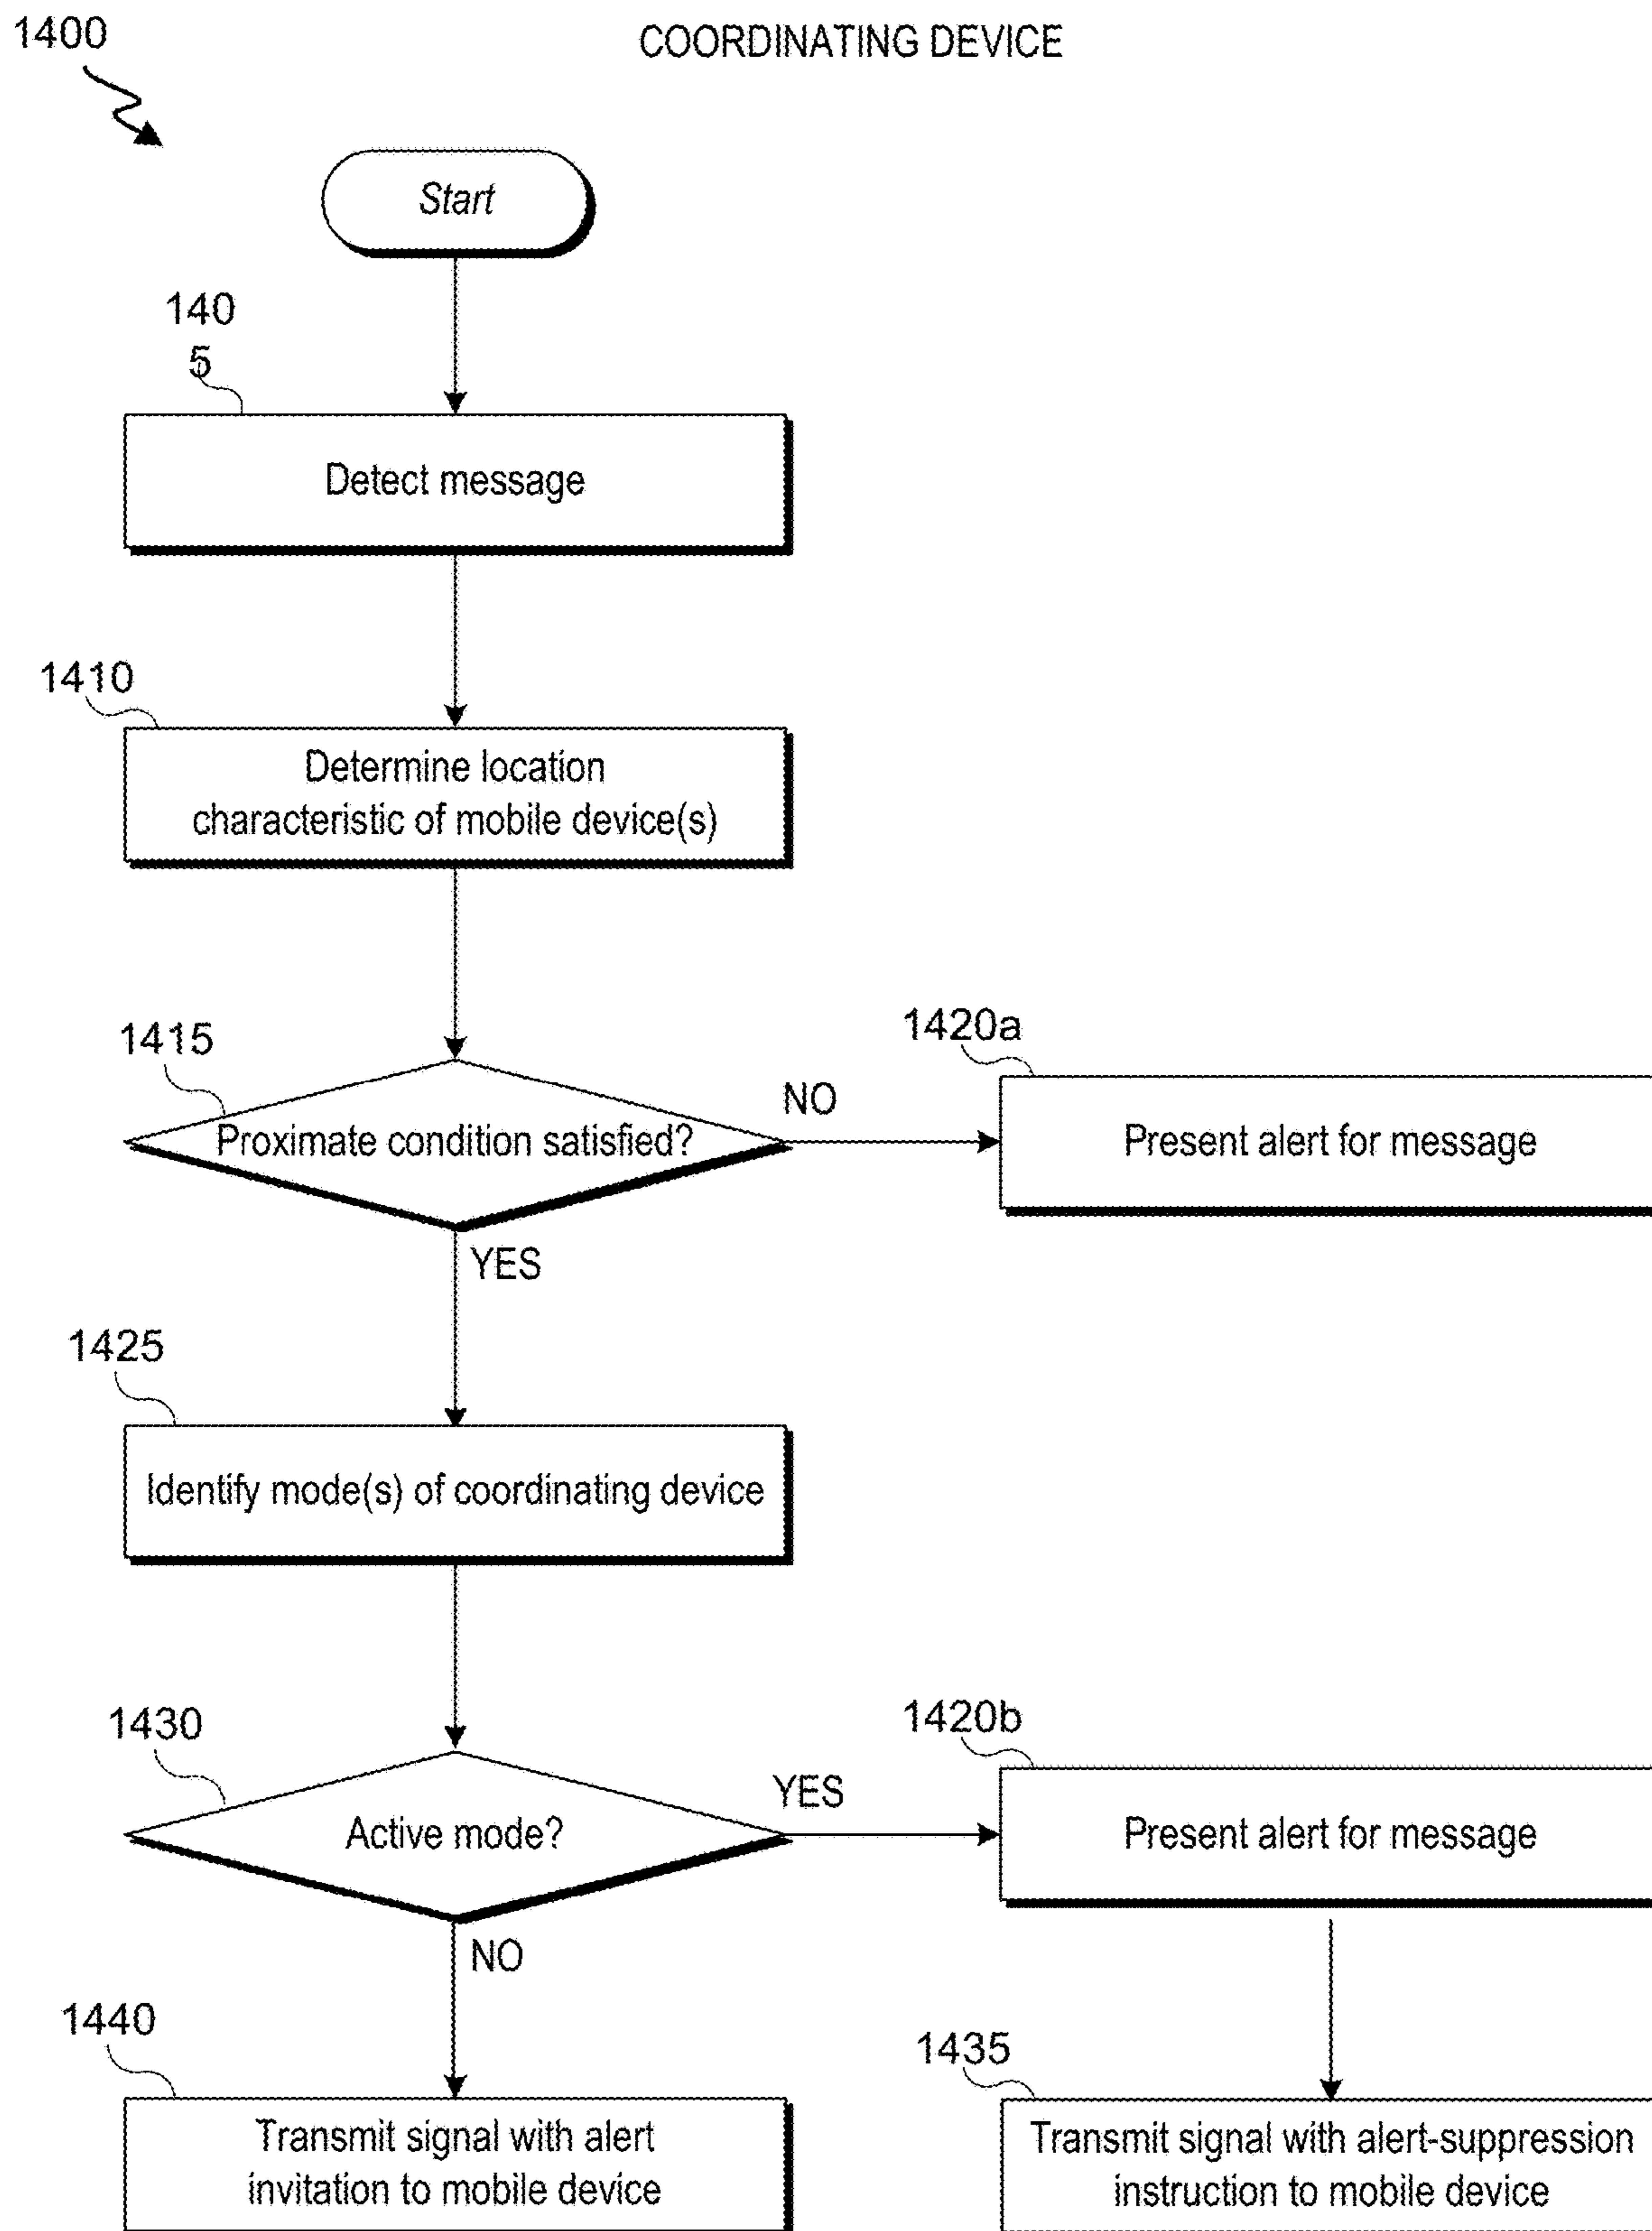 1400
COORDINATING DEVICE
Start
140
5
Detect message
1410
Determine location
characteristic of mobile device(s)
1415
Proximate condition satisfied?
NO
1420a
Present alert for message
YES
1425
Identify mode(s) of coordinating device
1430
Active mode?
YES
1420b
Present alert for message
NO
1440
Transmit signal with alert
invitation to mobile device
1435
Transmit signal with alert-suppression
instruction to mobile device